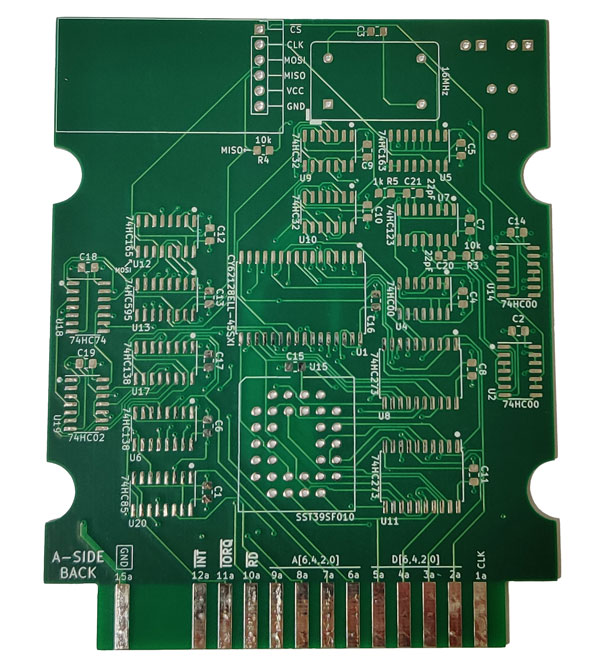 CS
C3
CLK
MOSI
MISO
VCC
GND
16MHz
10k
MISO
R4
74HC32
U9
C9
74HC163
U5
C5
1k R5 C21 22pF
74HC32
U10
C10
U7
74HC123
C7
74HC165
U12
C12
C14
U14
74HC00
C18
MOSI
U18
74HC74
74HC595
U13
C13
CY62128ELL-45SXI
U1
C16
22pF
C20
10k
R3
74HC00
U4
C4
C2
U2
74HC00
C19
U19
74HC02
74HC138
U17
C17
C15 U15
74HC273
U8
C8
74HC138
U6
C6
74HC85
U20
C1
SST39SF010
74HC273
U11
C11
A-SIDE
BACK
GND
INT
IORQ
RD
A[6,4,2,0]
D[6,4,2,0]
CLK
15a 12a 11a 10a 9a 8a 7a 6a 5a 4a 3a 2a 1a